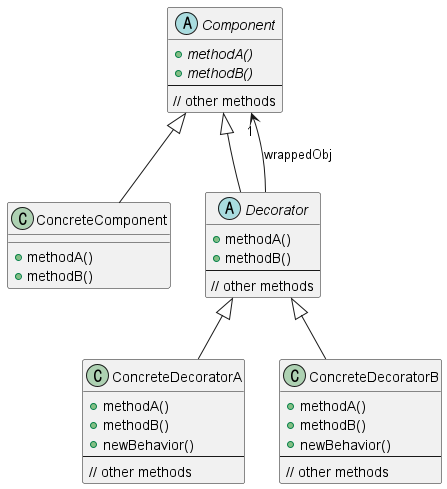 A Component
methodA()
methodB()
// other methods
1
wrappedObj
C ConcreteComponent
methodA()
methodB()
A Decorator
methodA()
methodB()
// other methods
C ConcreteDecoratorA
methodA()
methodB()
newBehavior()
// other methods
C ConcreteDecoratorB
methodA()
methodB()
newBehavior()
// other methods